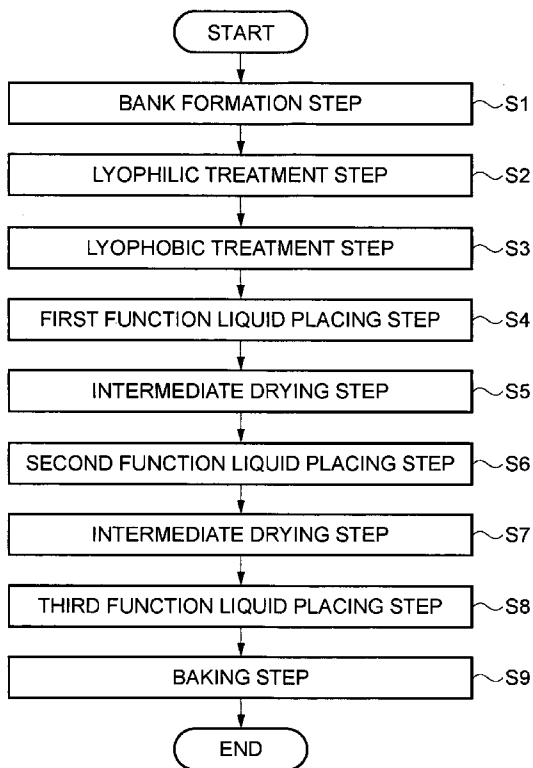 START
BANK FORMATION STEP S1
LYOPHILIC TREATMENT STEP S2
LYOPHOBIC TREATMENT STEP S3
FIRST FUNCTION LIQUID PLACING STEP S4
INTERMEDIATE DRYING STEP S5
SECOND FUNCTION LIQUID PLACING STEP S6
INTERMEDIATE DRYING STEP S7
THIRD FUNCTION LIQUID PLACING STEP S8
BAKING STEP S9
END